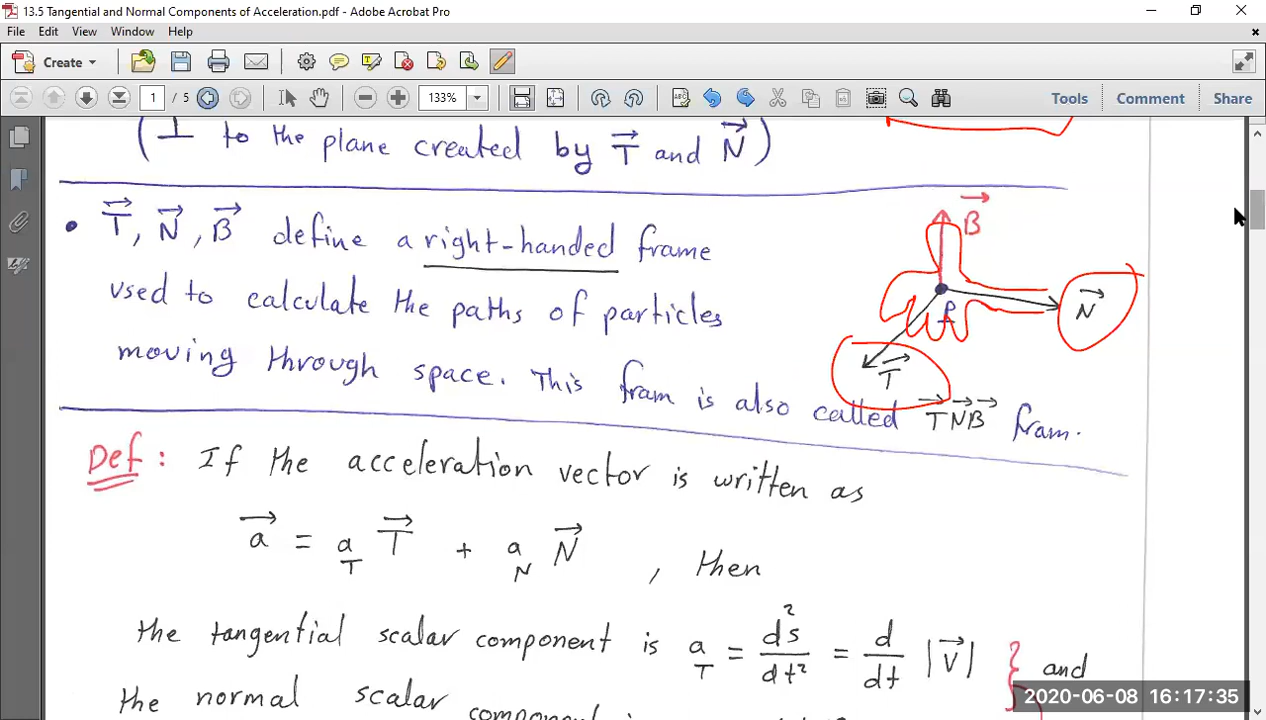 13.5 Tangential and Normal Components of Acceleration.pdf - Adobe Acrobat Pro
File Edit View Window Help
Create
1 / 5 133% Tools Comment Share
(⊥ to the plane created by T⃗ and N⃗)
• T⃗, N⃗, B⃗ define a right-handed frame
used to calculate the paths of particles
moving through space. This fram is also called T⃗N⃗B⃗ fram.
B⃗
N⃗
T⃗
Def: If the acceleration vector is written as
a⃗ = a_T T⃗ + a_N N⃗ , then
the tangential scalar component is a_T = d²s/dt² = d/dt |v⃗| } and
the normal scalar component is
2020-06-08 16:17:35